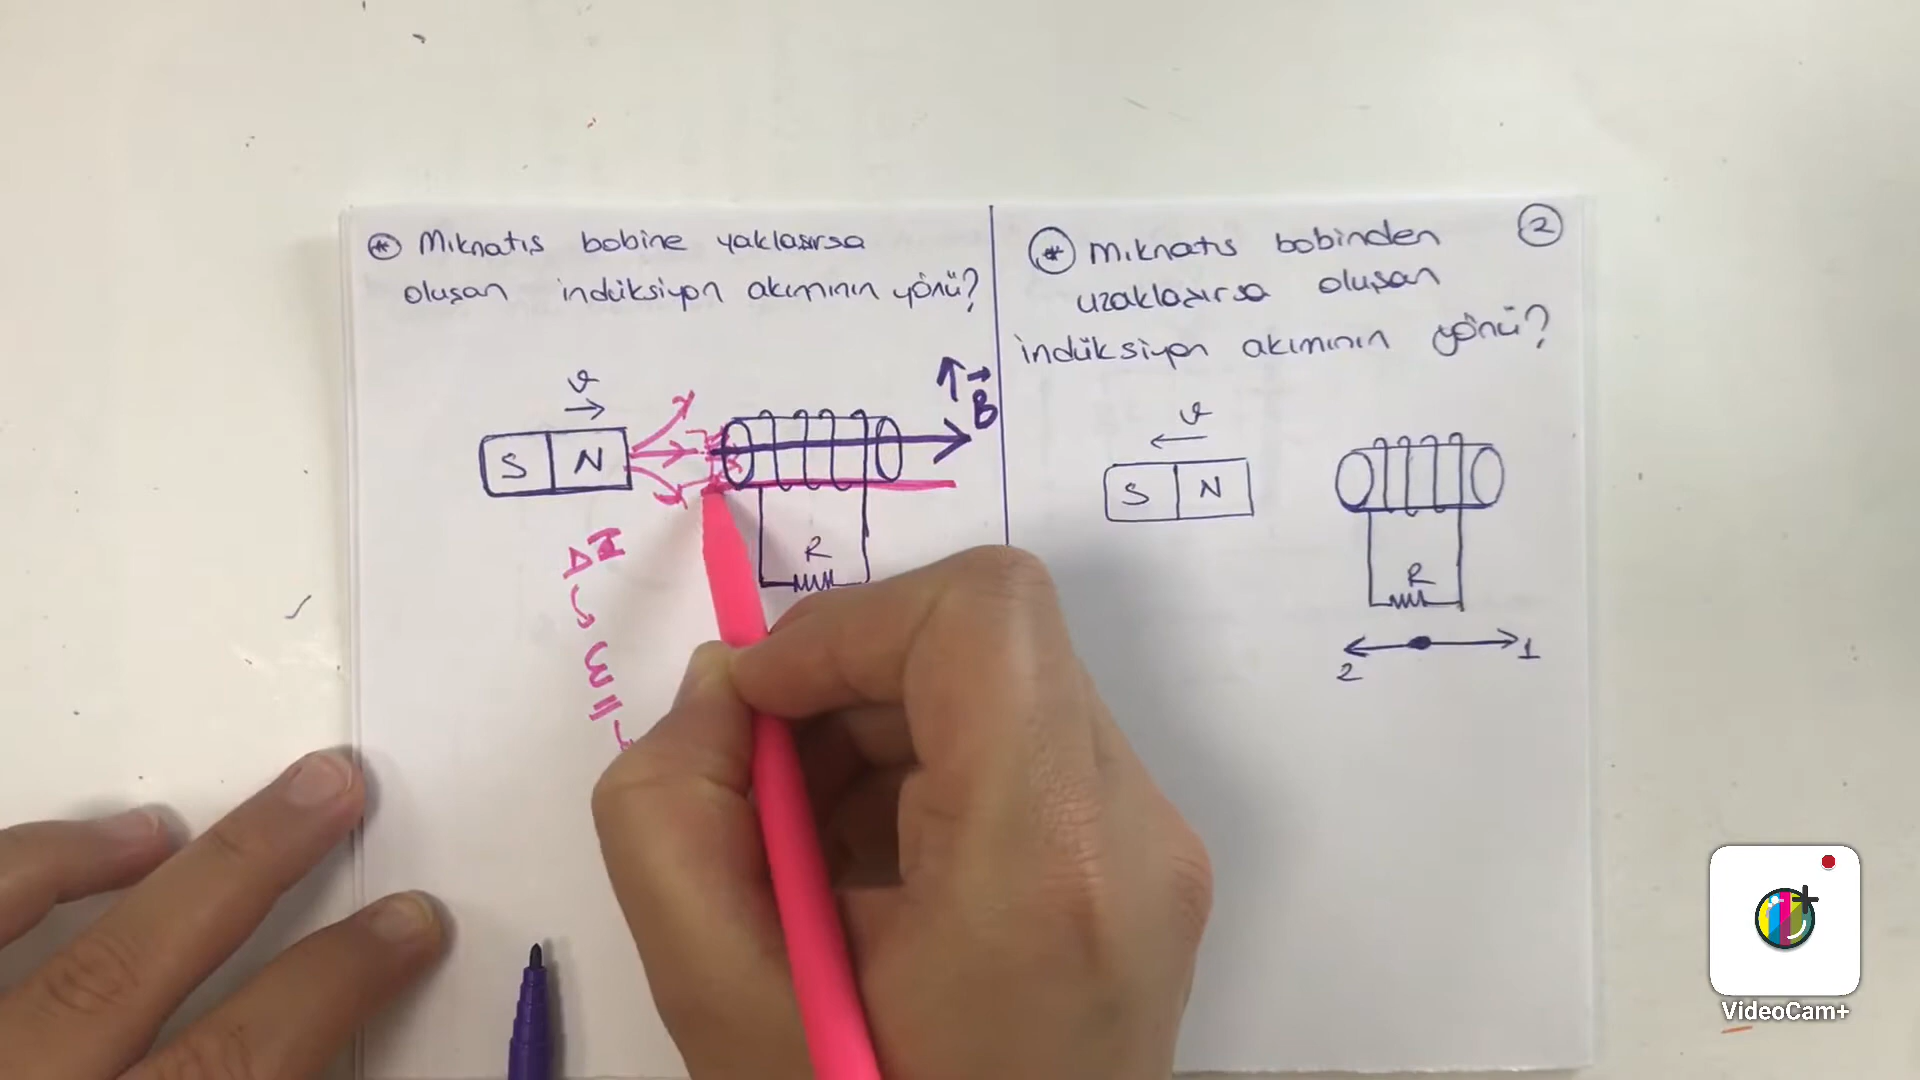 * Mıknatıs bobine yaklaşırsa
oluşan indüksiyon akımının yönü?
ϑ
S N
B
R
ΔΦ
ε
2
* Mıknatıs bobinden
uzaklaşırsa oluşan
indüksiyon akımının yönü?
ϑ
S N
R
2 1
VideoCam+